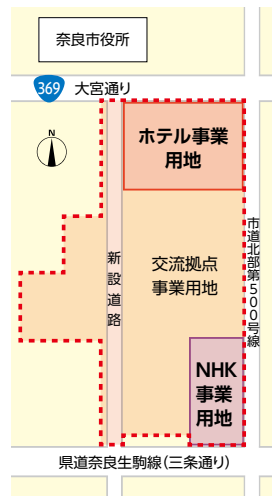 奈良市役所
369 大宮通り
N
ホテル事業
用地
新設道路
交流拠点
事業用地
市道北部第500号線
NHK
事業
用地
県道奈良生駒線(三条通り)